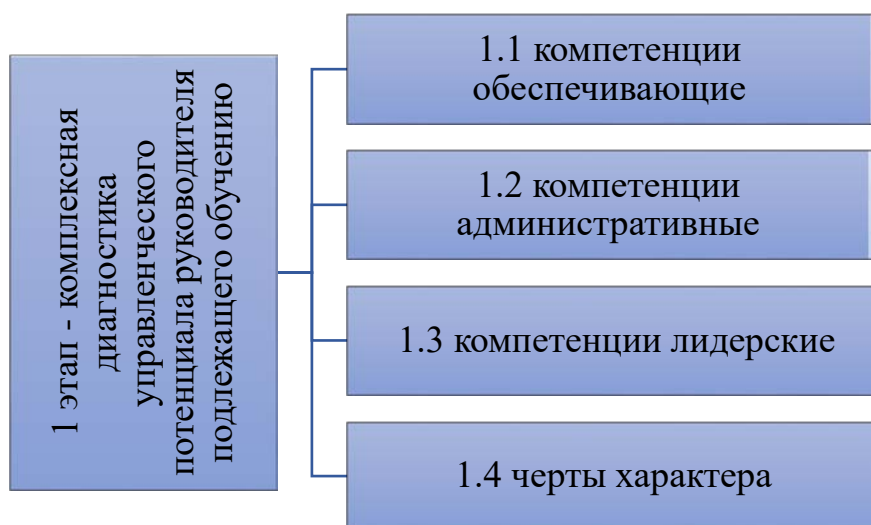 1 этап - комплексная
диагностика
управленческого
потенциала руководителя
подлежащего обучению
1.1 компетенции
обеспечивающие
1.2 компетенции
административные
1.3 компетенции лидерские
1.4 черты характера